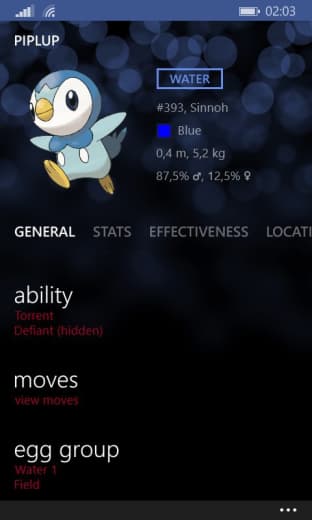 02:03
PIPLUP
WATER
#393, Sinnoh
Blue
0,4 m, 5,2 kg
87,5% ♂, 12,5% ♀
GENERAL STATS EFFECTIVENESS LOCATI
ability
Torrent
Defiant (hidden)
moves
view moves
egg group
Water 1
Field